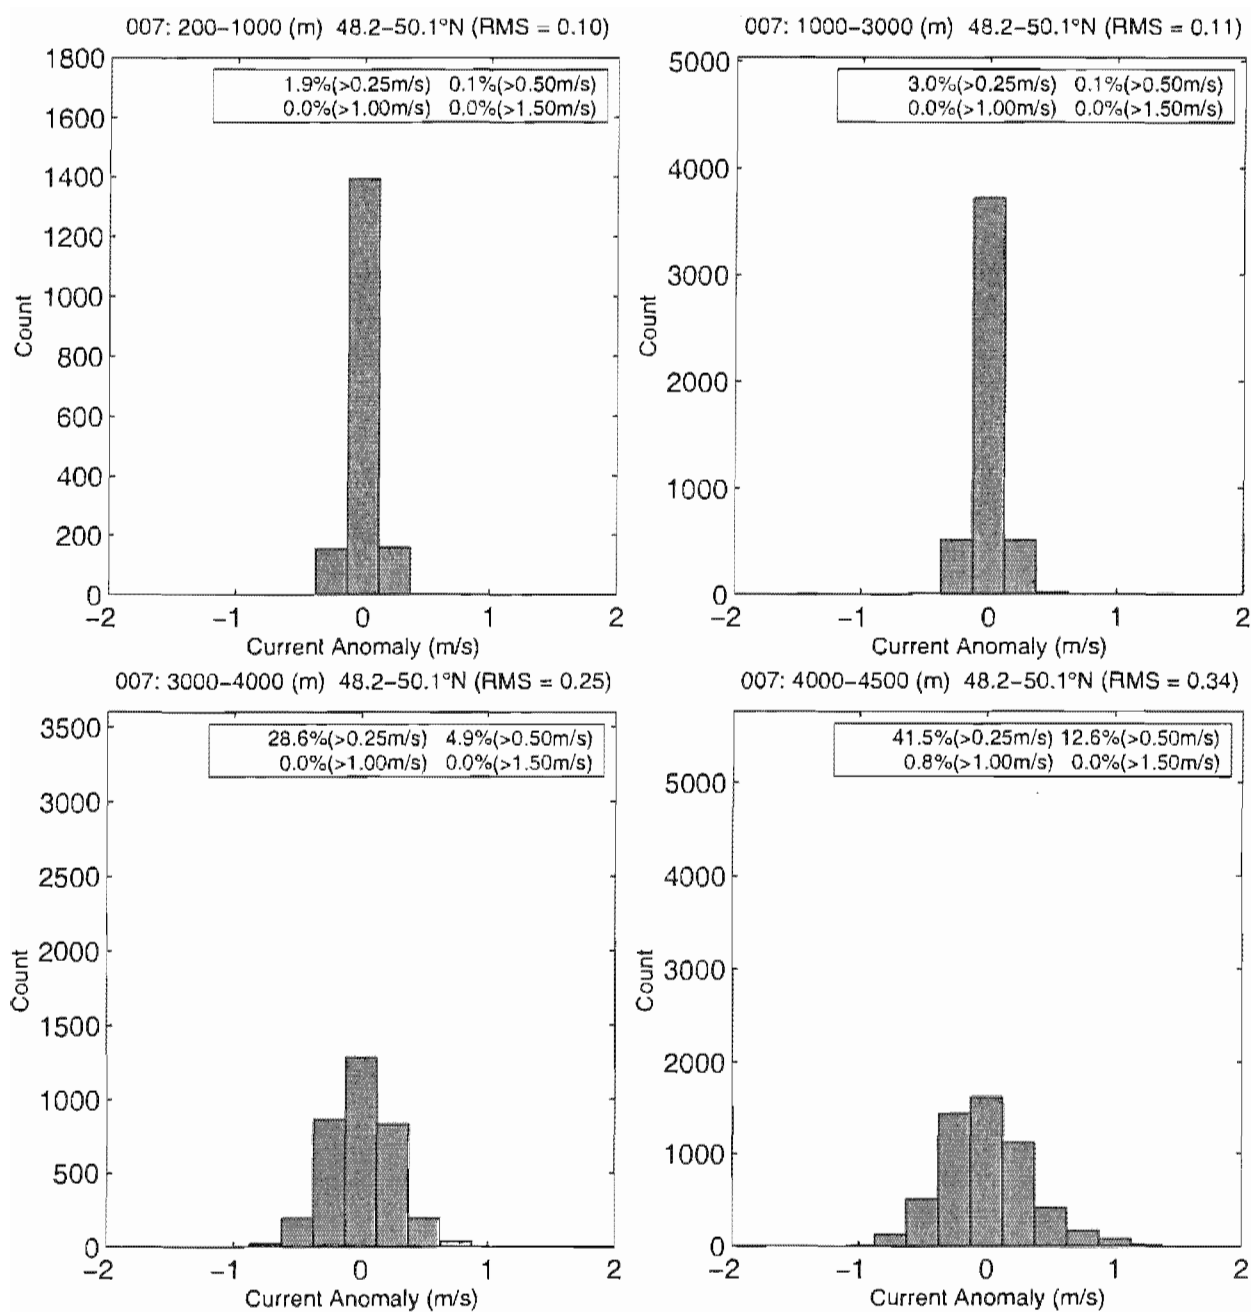 007: 200−1000 (m) 48.2−50.1°N (RMS = 0.10)
1.9%(>0.25m/s) 0.1%(>0.50m/s)
0.0%(>1.00m/s) 0.0%(>1.50m/s)
1800
1600
1400
1200
1000
800
600
400
200
0
Count
−2 −1 0 1 2
Current Anomaly (m/s)
007: 1000−3000 (m) 48.2−50.1°N (RMS = 0.11)
3.0%(>0.25m/s) 0.1%(>0.50m/s)
0.0%(>1.00m/s) 0.0%(>1.50m/s)
5000
4000
3000
2000
1000
0
Count
−2 −1 0 1 2
Current Anomaly (m/s)
007: 3000−4000 (m) 48.2−50.1°N (RMS = 0.25)
28.6%(>0.25m/s) 4.9%(>0.50m/s)
0.0%(>1.00m/s) 0.0%(>1.50m/s)
3500
3000
2500
2000
1500
1000
500
0
Count
−2 −1 0 1 2
Current Anomaly (m/s)
007: 4000−4500 (m) 48.2−50.1°N (RMS = 0.34)
41.5%(>0.25m/s) 12.6%(>0.50m/s)
0.8%(>1.00m/s) 0.0%(>1.50m/s)
5000
4000
3000
2000
1000
0
Count
−2 −1 0 1 2
Current Anomaly (m/s)